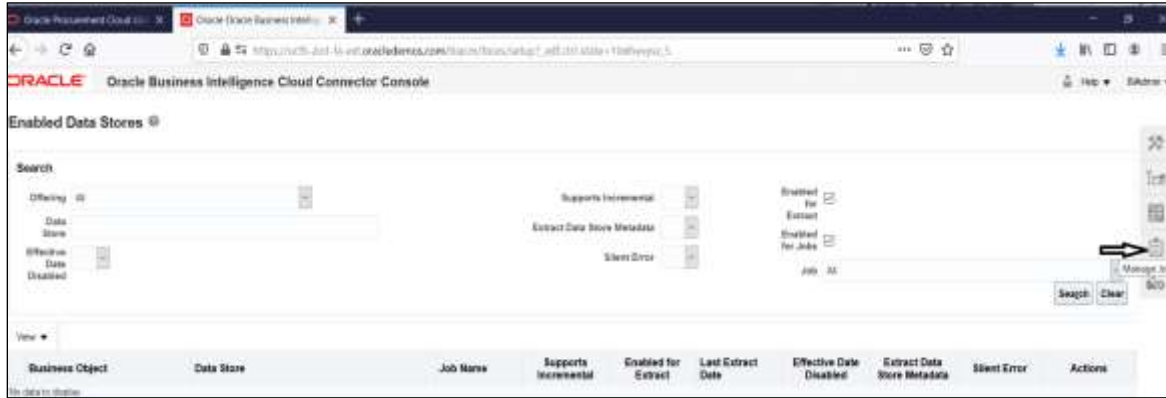 Oracle Procurement Cloud
Oracle Oracle Business Intellig
ORACLE Oracle Business Intelligence Cloud Connector Console
Help
Enabled Data Stores
Search
Offering All
Data Store
Effective Date Disabled
Supports Incremental
Extract Data Store Metadata
Silent Error
Enabled for Extract
Enabled for Jobs
Job All
Manage
Search Clear
View
Business Object Data Store Job Name Supports Incremental Enabled for Extract Last Extract Date Effective Date Disabled Extract Data Store Metadata Silent Error Actions
No data to display